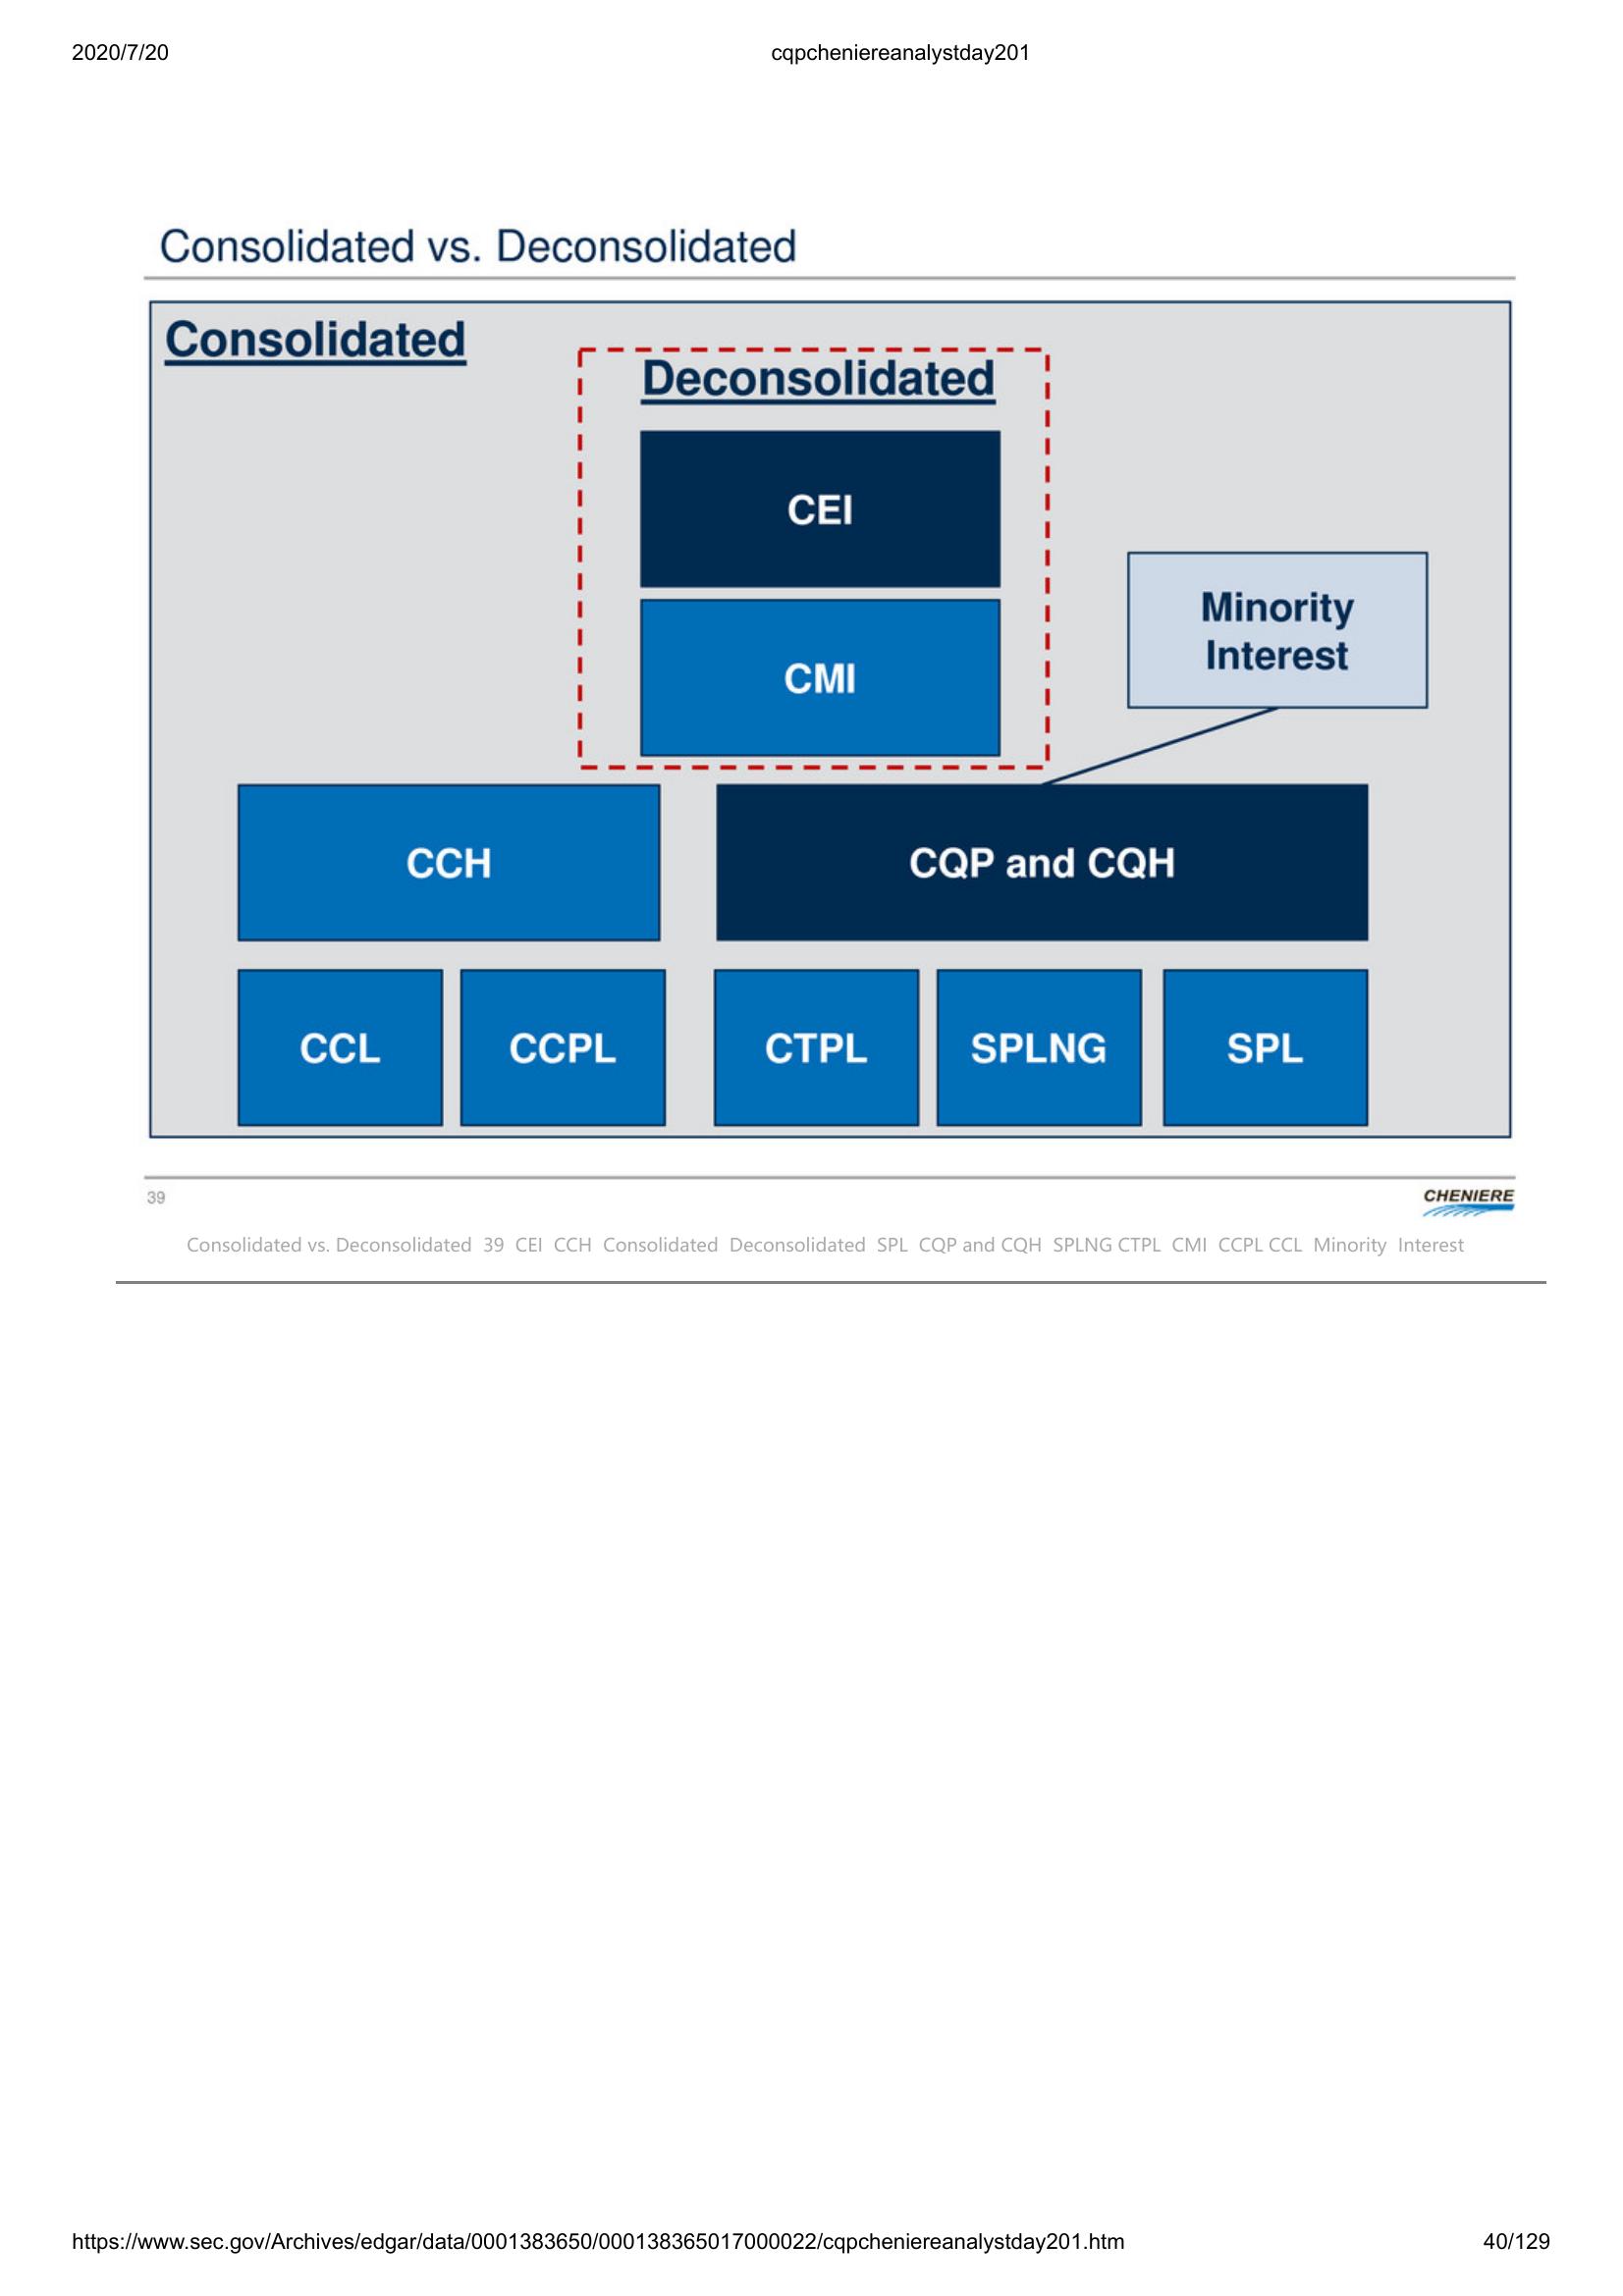 2020/7/20 cqpcheniereanalystday201
Consolidated vs. Deconsolidated
Consolidated
Deconsolidated
CEI
CMI
Minority
Interest
CCH
CQP and CQH
CCL
CCPL
CTPL
SPLNG
SPL
39
CHENIERE
Consolidated vs. Deconsolidated 39 CEI CCH Consolidated Deconsolidated SPL CQP and CQH SPLNG CTPL CMI CCPL CCL Minority Interest
https://www.sec.gov/Archives/edgar/data/0001383650/000138365017000022/cqpcheniereanalystday201.htm 40/129